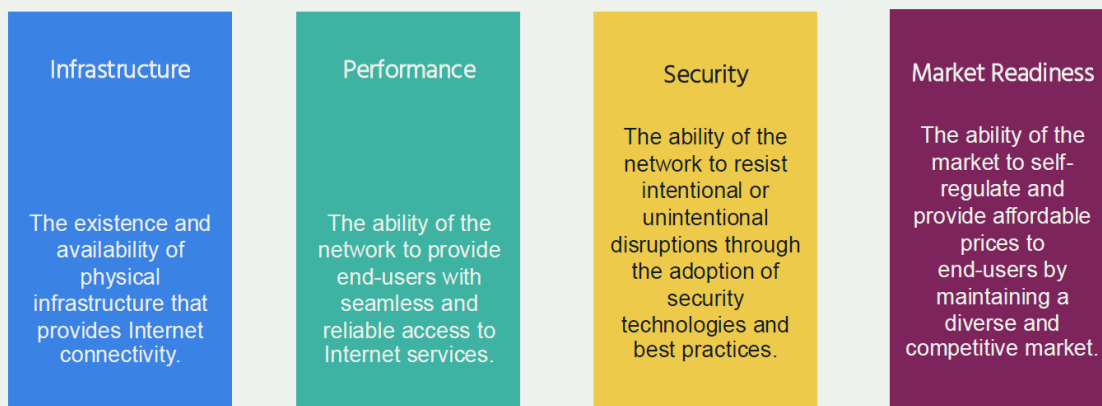 Infrastructure
The existence and
availability of
physical
infrastructure that
provides Internet
connectivity.
Performance
The ability of the
network to provide
end-users with
seamless and
reliable access to
Internet services.
Security
The ability of the
network to resist
intentional or
unintentional
disruptions through
the adoption of
security
technologies and
best practices.
Market Readiness
The ability of the
market to self-
regulate and
provide affordable
prices to
end-users by
maintaining a
diverse and
competitive market.